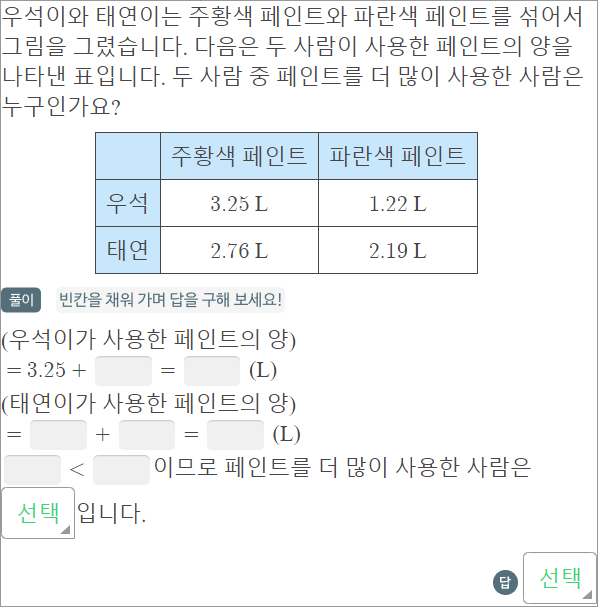 우석이와 태연이는 주황색 페인트와 파란색 페인트를 섞어서
그림을 그렸습니다. 다음은 두 사람이 사용한 페인트의 양을
나타낸 표입니다. 두 사람 중 페인트를 더 많이 사용한 사람은
누구인가요?
주황색 페인트 파란색 페인트
우석 3.25 L 1.22 L
태연 2.76 L 2.19 L
풀이 빈칸을 채워 가며 답을 구해 보세요!
(우석이가 사용한 페인트의 양)
= 3.25 + = (L)
(태연이가 사용한 페인트의 양)
= + = (L)
< 이므로 페인트를 더 많이 사용한 사람은
선택 입니다.
답 선택